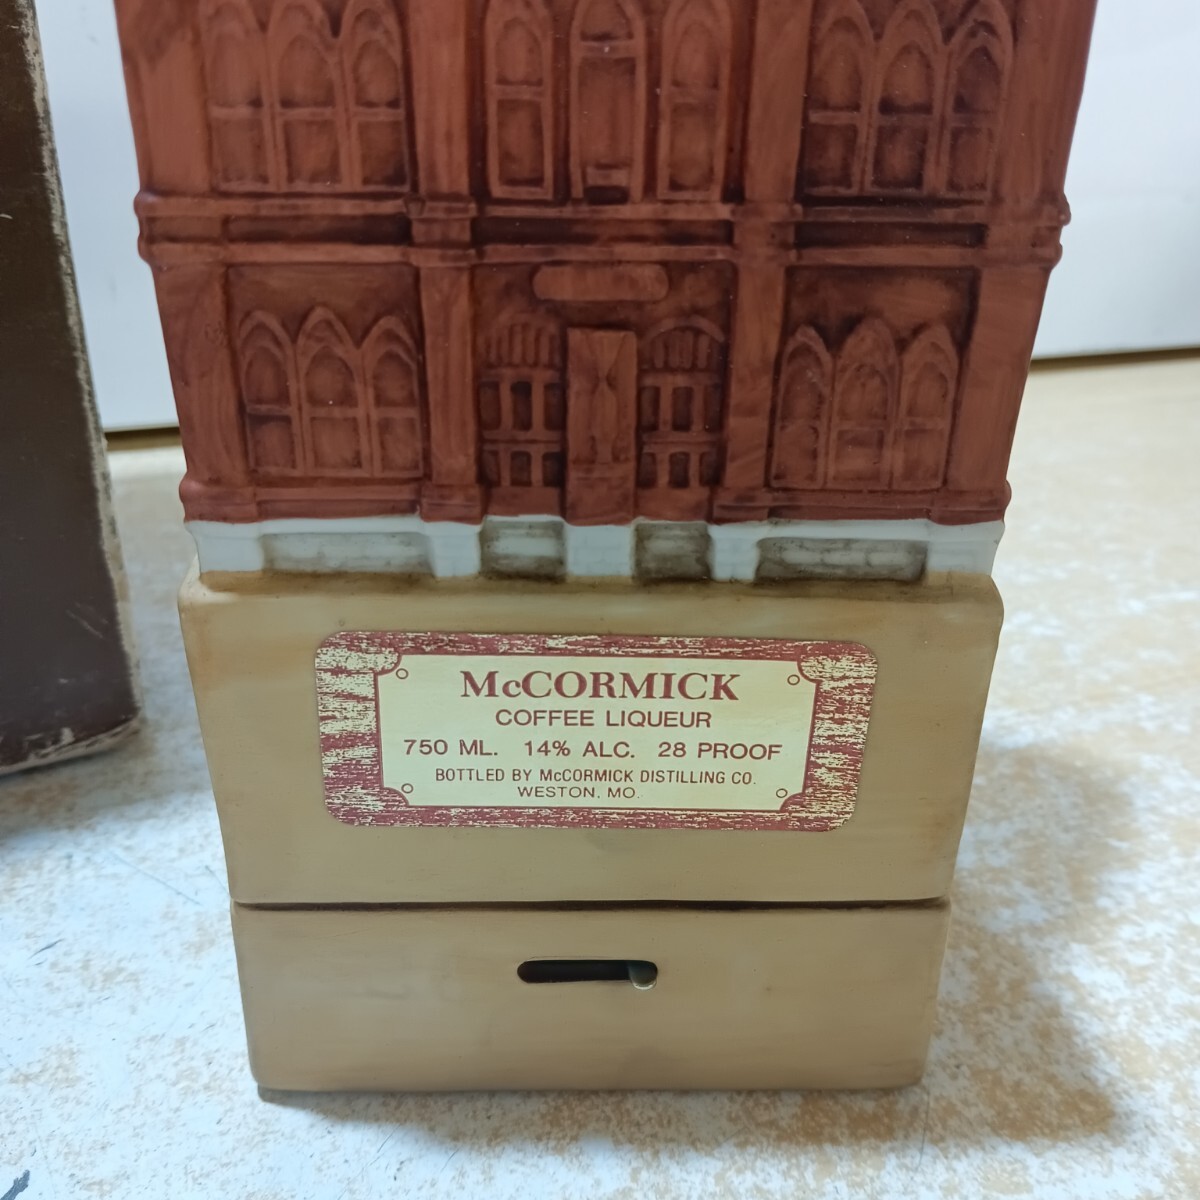 McCORMICK
COFFEE LIQUEUR
750 ML. 14% ALC. 28 PROOF
BOTTLED BY McCORMICK DISTILLING CO.
WESTON, MO.